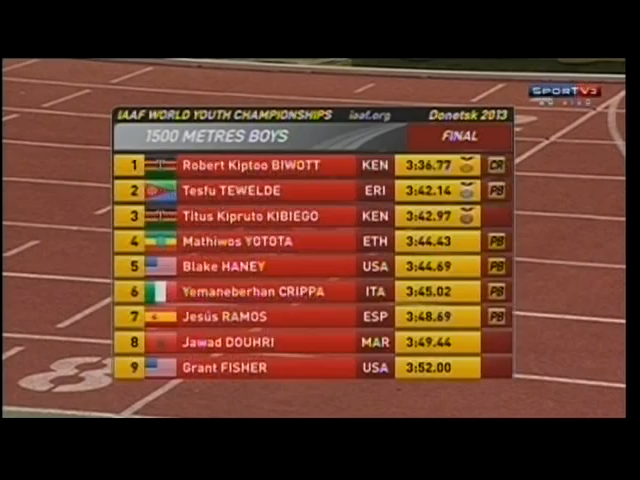 SPORTV3
AO VIVO
IAAF WORLD YOUTH CHAMPIONSHIPS iaaf.org Donetsk 2013
1500 METRES BOYS FINAL
1 Robert Kiptoo BIWOTT KEN 3:36.77 CR
2 Tesfu TEWELDE ERI 3:42.14 PB
3 Titus Kipruto KIBIEGO KEN 3:42.97
4 Mathiwos YOTOTA ETH 3:44.43 PB
5 Blake HANEY USA 3:44.69 PB
6 Yemaneberhan CRIPPA ITA 3:45.02 PB
7 Jesús RAMOS ESP 3:48.69 PB
8 Jawad DOUHRI MAR 3:49.44
9 Grant FISHER USA 3:52.00
8